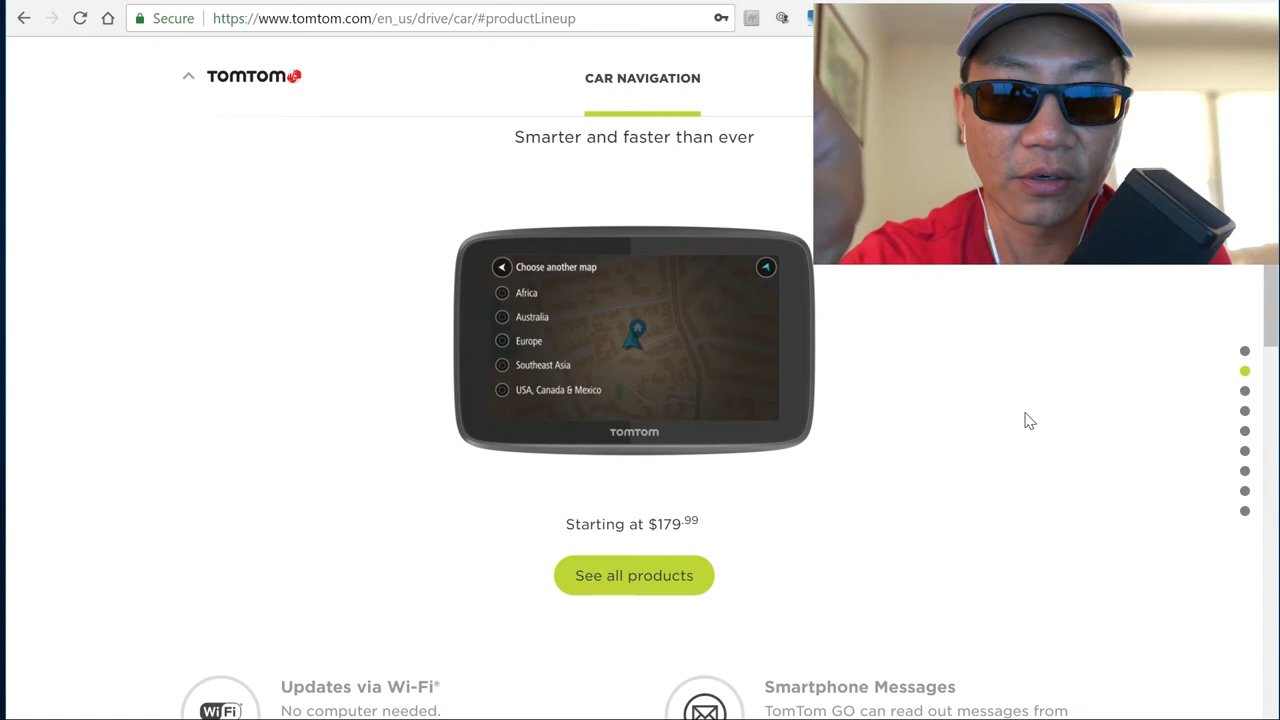 Secure
https://www.tomtom.com/en_us/drive/car/#productLineup
TOMTOM
CAR NAVIGATION
Smarter and faster than ever
Choose another map
Africa
Australia
Europe
Southeast Asia
USA, Canada & Mexico
TOMTOM
Starting at $179.99
See all products
WiFi
Updates via Wi-Fi®
No computer needed.
Smartphone Messages
TomTom GO can read out messages from